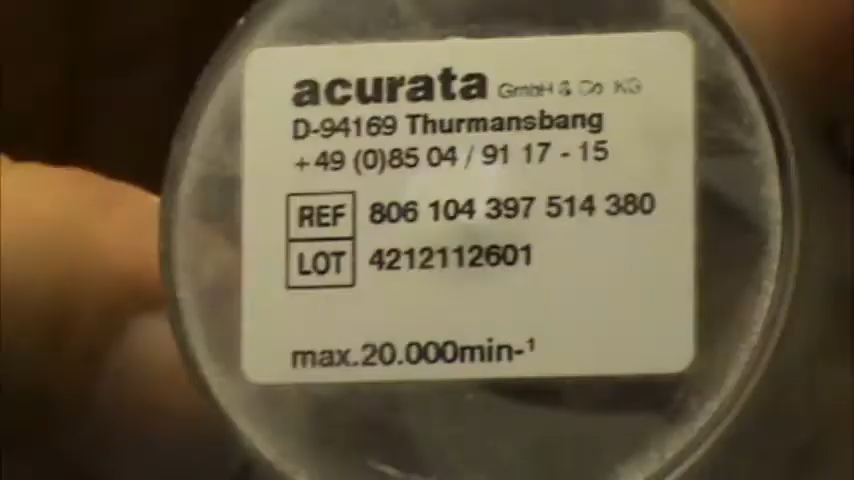 acurata GmbH & Co. KG
D-94169 Thurmansbang
+49 (0)85 04 / 91 17 - 15
REF 806 104 397 514 380
LOT 4212112601
max.20.000min-¹